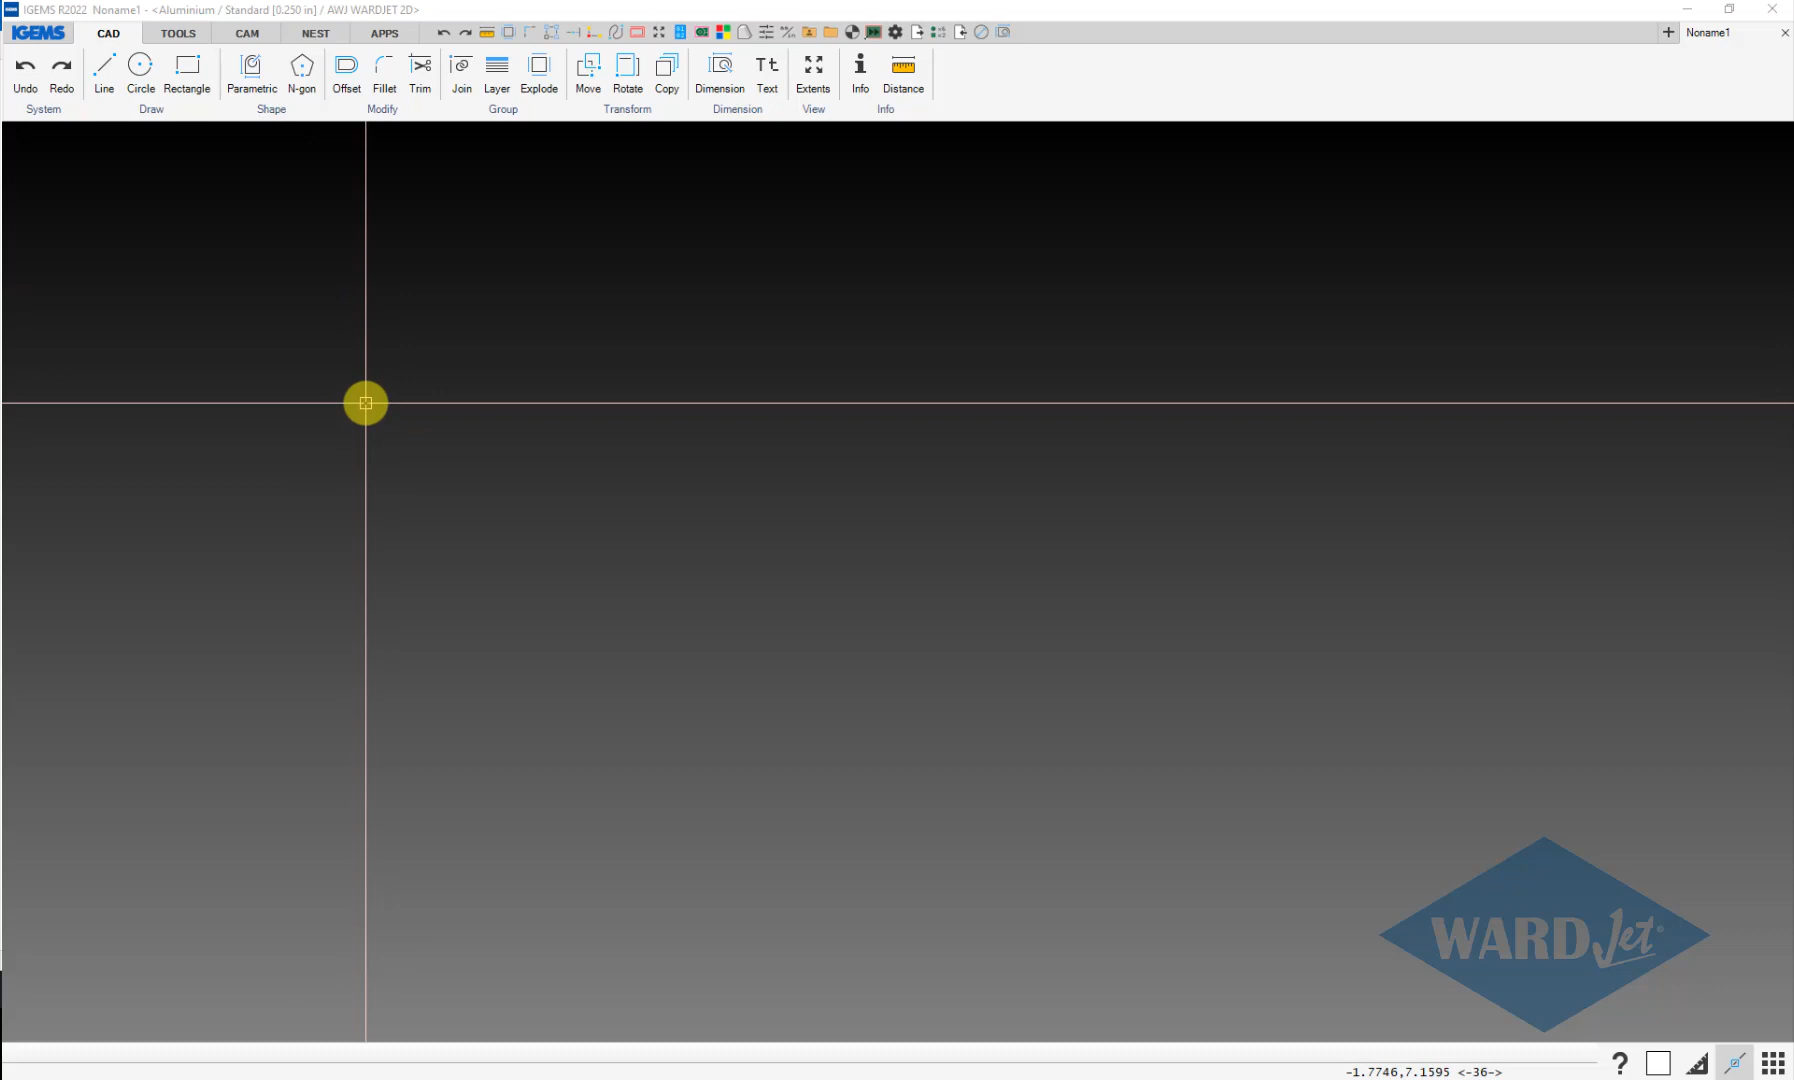 IGEMS R2022 Noname1 - <Aluminium / Standard [0.250 in] / AWJ WARDJET 2D>
IGEMS CAD TOOLS CAM NEST APPS Noname1
Undo Redo Line Circle Rectangle Parametric N-gon Offset Fillet Trim Join Layer Explode Move Rotate Copy Dimension Text Extents Info Distance
System Draw Shape Modify Group Transform Dimension View Info
WARDJet®
-1.7746,7.1595 <-36->